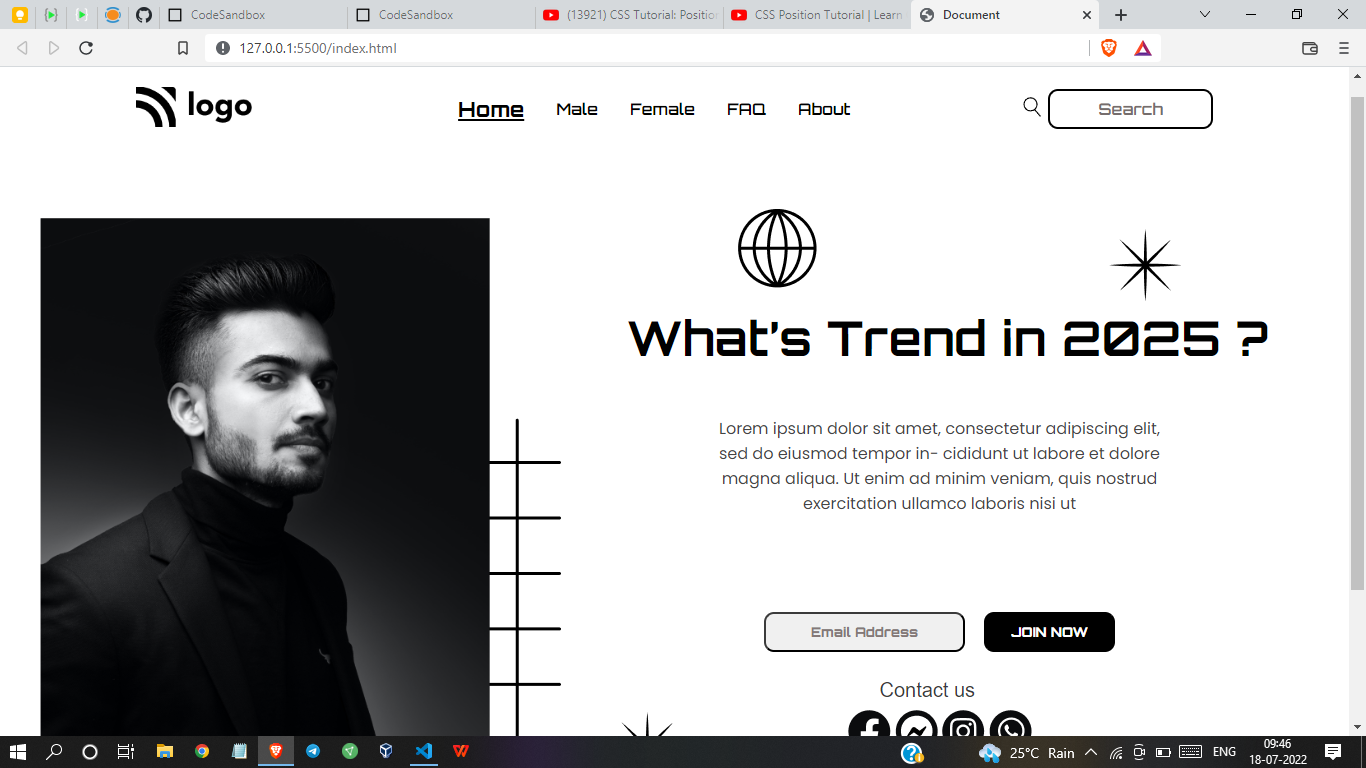 CodeSandbox
CodeSandbox
(13921) CSS Tutorial: Position
CSS Position Tutorial | Learn
Document
127.0.0.1:5500/index.html
logo
Home
Male
Female
FAQ
About
Search
What's Trend in 2025 ?
Lorem ipsum dolor sit amet, consectetur adipiscing elit,
sed do eiusmod tempor in- cididunt ut labore et dolore
magna aliqua. Ut enim ad minim veniam, quis nostrud
exercitation ullamco laboris nisi ut
Email Address
JOIN NOW
Contact us
25°C Rain
ENG
09:46
18-07-2022